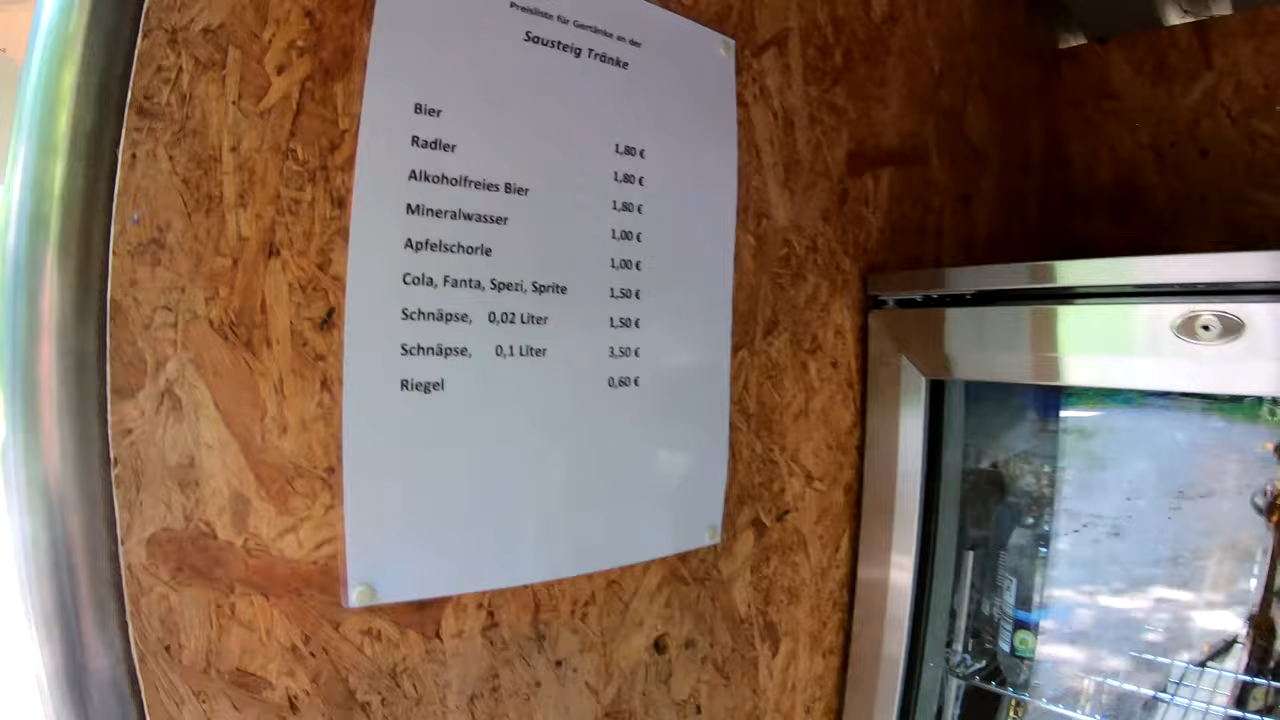 Preisliste für Getränke an der
Sausteig Tränke
Bier 1,80 €
Radler 1,80 €
Alkoholfreies Bier 1,80 €
Mineralwasser 1,00 €
Apfelschorle 1,00 €
Cola, Fanta, Spezi, Sprite 1,50 €
Schnäpse, 0,02 Liter 1,50 €
Schnäpse, 0,1 Liter 3,50 €
Riegel 0,60 €